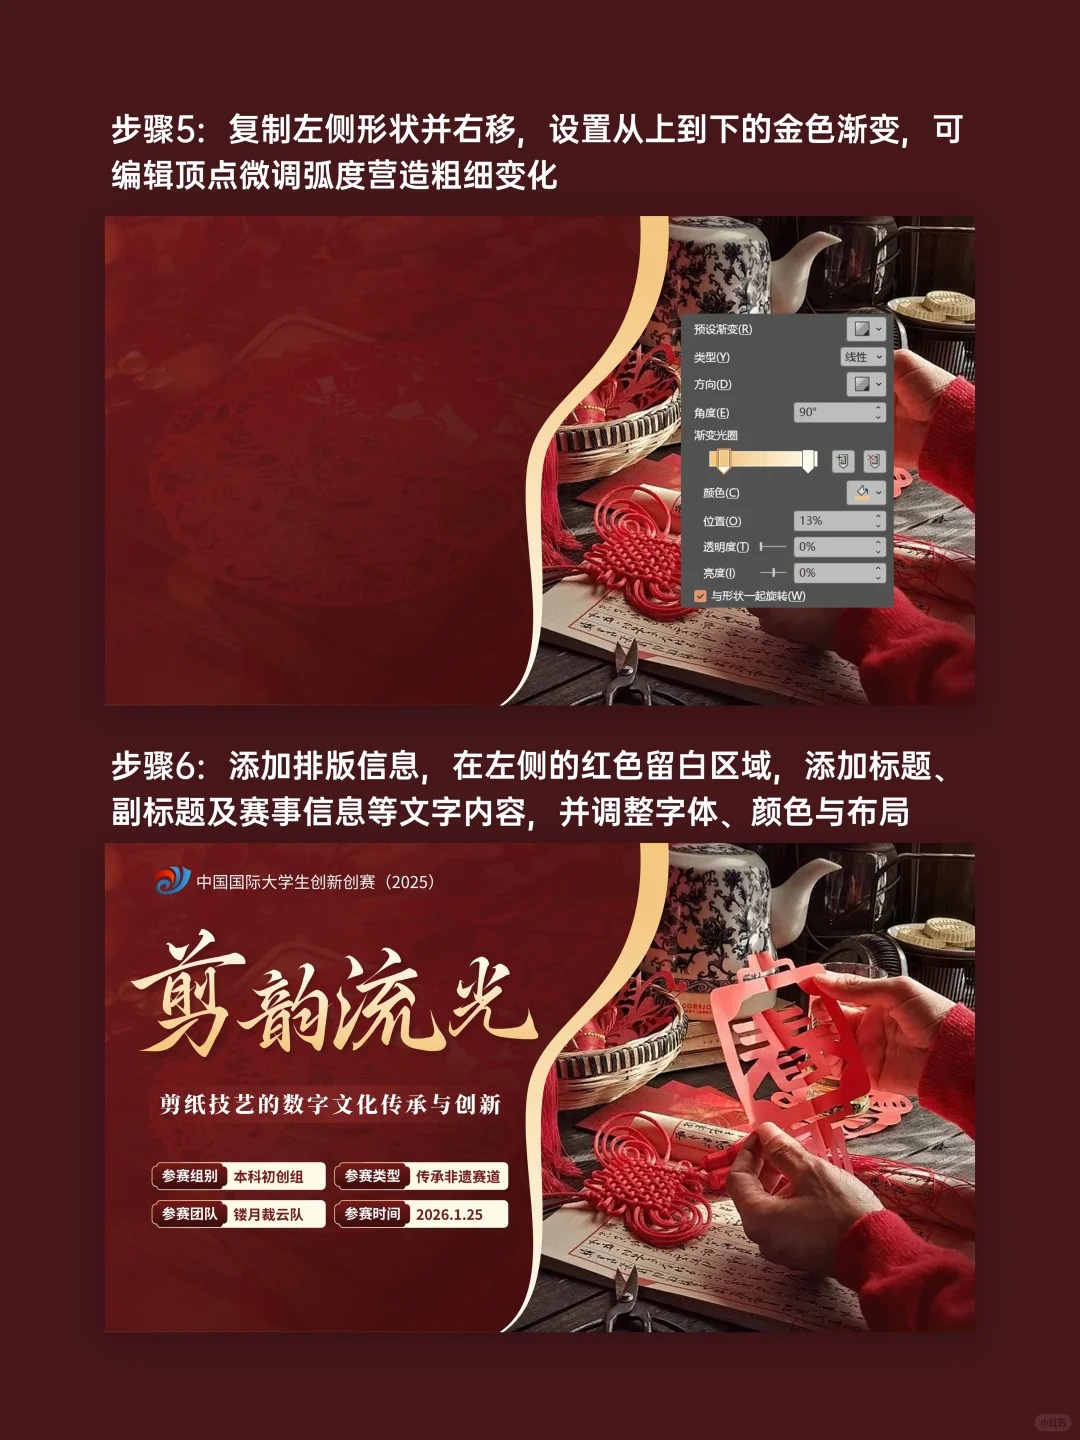 步骤5：复制左侧形状并右移，设置从上到下的金色渐变，可
编辑顶点微调弧度营造粗细变化
预设渐变(R)
类型(Y)
线性
方向(D)
角度(E)
90°
渐变光圈
颜色(C)
位置(O)
13%
透明度(T)
0%
亮度(I)
0%
与形状一起旋转(W)
步骤6：添加排版信息，在左侧的红色留白区域，添加标题、
副标题及赛事信息等文字内容，并调整字体、颜色与布局
中国国际大学生创新创赛（2025）
剪韵流光
剪纸技艺的数字文化传承与创新
参赛组别 本科初创组
参赛类型 传承非遗赛道
参赛团队 镂月裁云队
参赛时间 2026.1.25
小红书